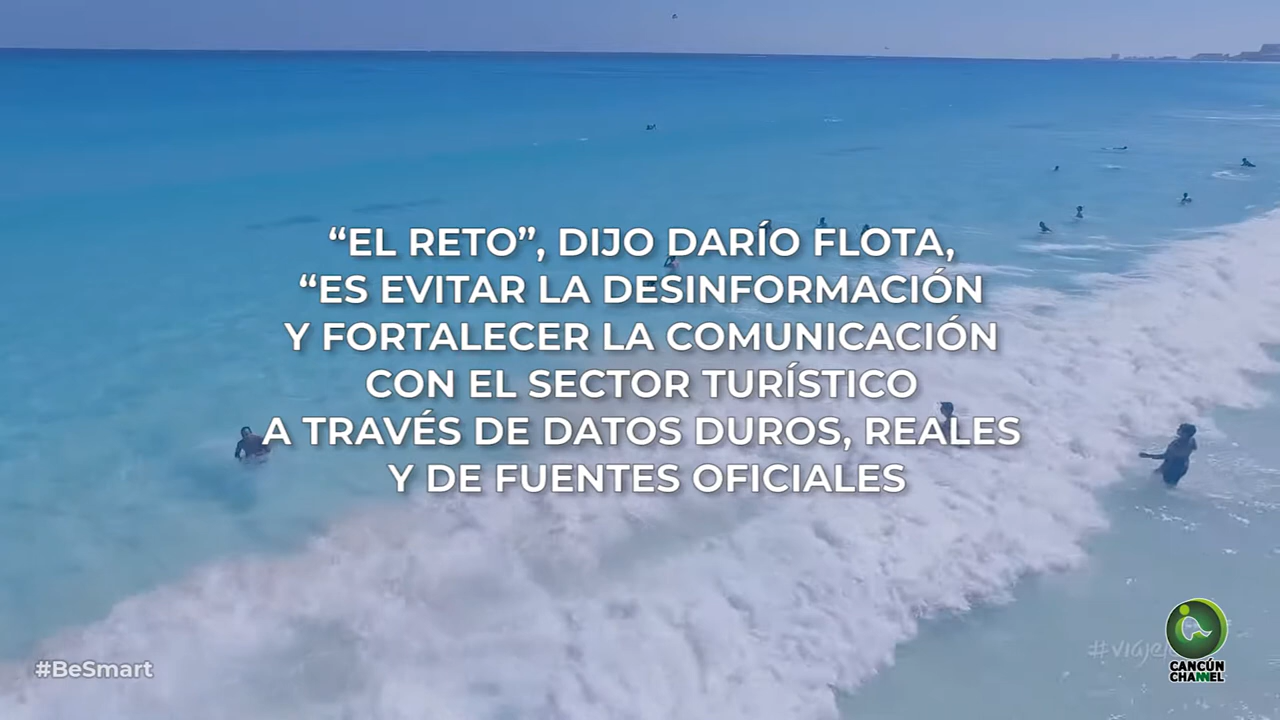 “EL RETO”, DIJO DARÍO FLOTA,
“ES EVITAR LA DESINFORMACIÓN
Y FORTALECER LA COMUNICACIÓN
CON EL SECTOR TURÍSTICO
A TRAVÉS DE DATOS DUROS, REALES
Y DE FUENTES OFICIALES
#BeSmart
CANCÚN
CHANNEL